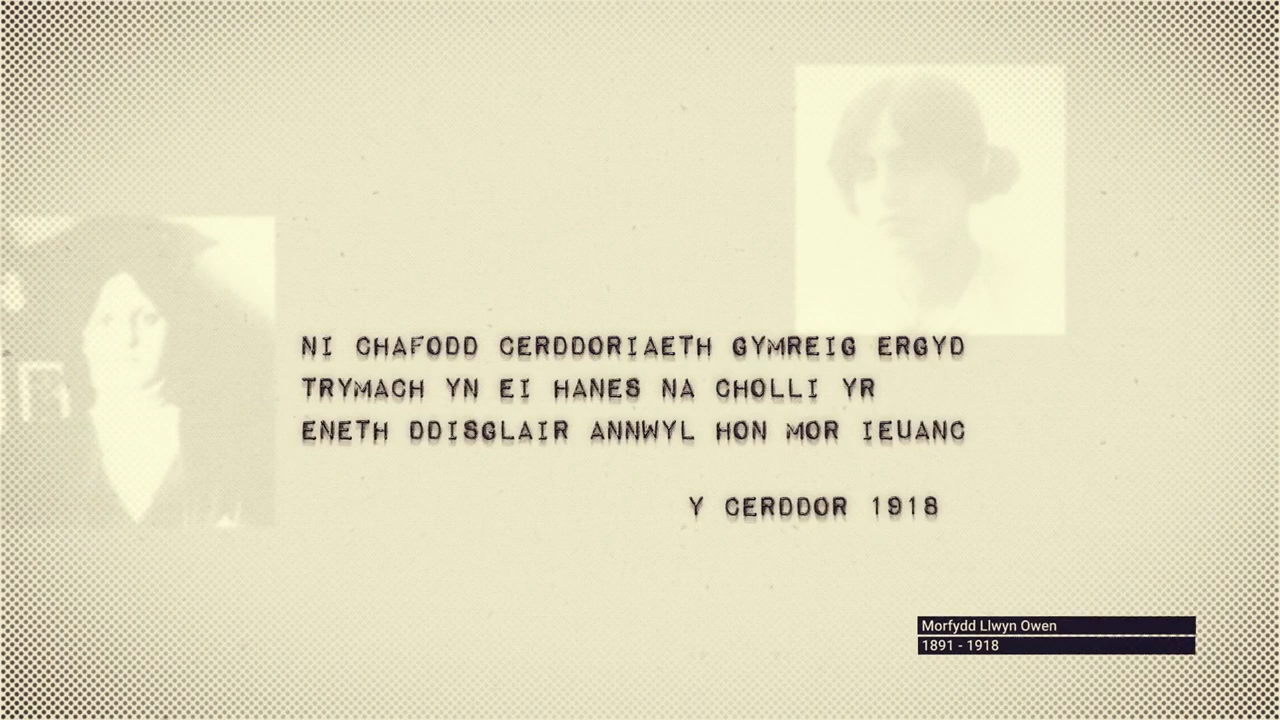 NI CHAFODD CERDDORIAETH GYMREIG ERGYD
TRYMACH YN EI HANES NA CHOLLI YR
ENETH DDISGLAIR ANNWYL HON MOR IEUANC
Y CERDDOR 1918
Morfydd Llwyn Owen
1891 - 1918